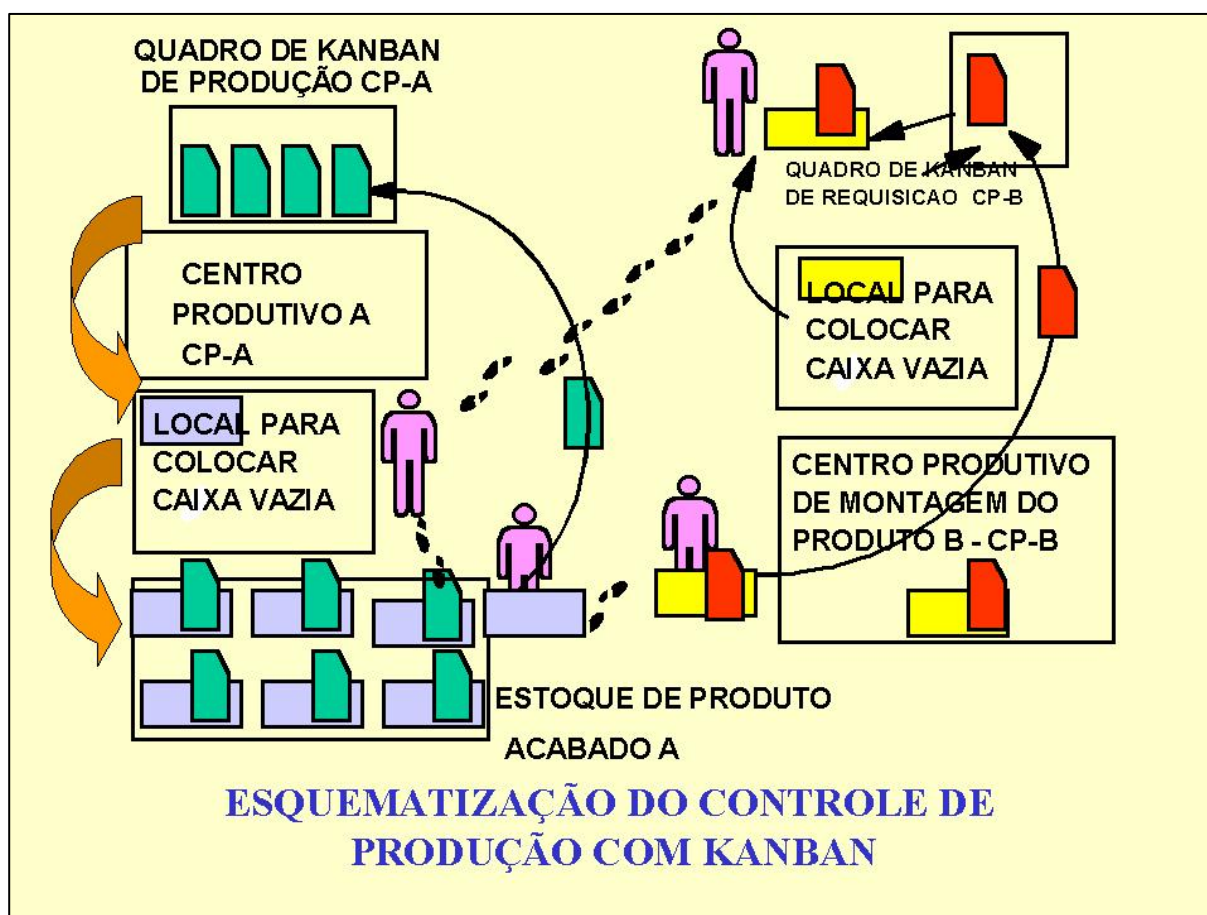 QUADRO DE KANBAN
DE PRODUÇÃO CP-A
QUADRO DE KANBAN
DE REQUISICAO CP-B
CENTRO
PRODUTIVO A
CP-A
LOCAL PARA
COLOCAR
CAIXA VAZIA
LOCAL PARA
COLOCAR
CAIXA VAZIA
CENTRO PRODUTIVO
DE MONTAGEM DO
PRODUTO B - CP-B
ESTOQUE DE PRODUTO
ACABADO A
ESQUEMATIZAÇÃO DO CONTROLE DE
PRODUÇÃO COM KANBAN